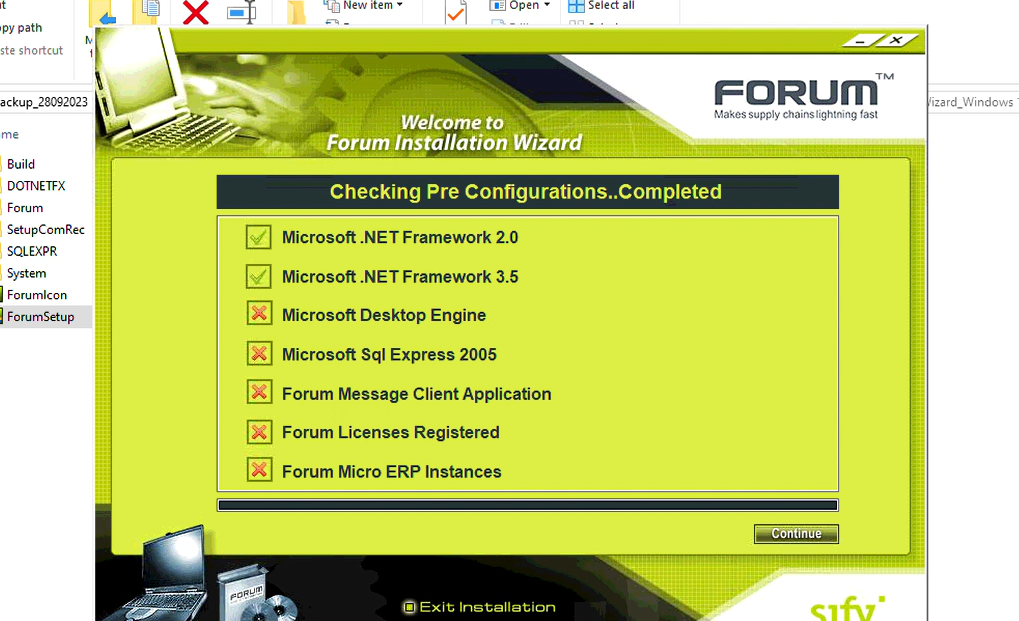 New item
Open
Select all
py path
ste shortcut
ackup_28092023
izard_Windows
me
Build
DOTNETFX
Forum
SetupComRec
SQLEXPR
System
ForumIcon
ForumSetup
FORUM™
Makes supply chains lightning fast
Welcome to
Forum Installation Wizard
Checking Pre Configurations..Completed
Microsoft .NET Framework 2.0
Microsoft .NET Framework 3.5
Microsoft Desktop Engine
Microsoft Sql Express 2005
Forum Message Client Application
Forum Licenses Registered
Forum Micro ERP Instances
Continue
FORUM
Exit Installation
sify